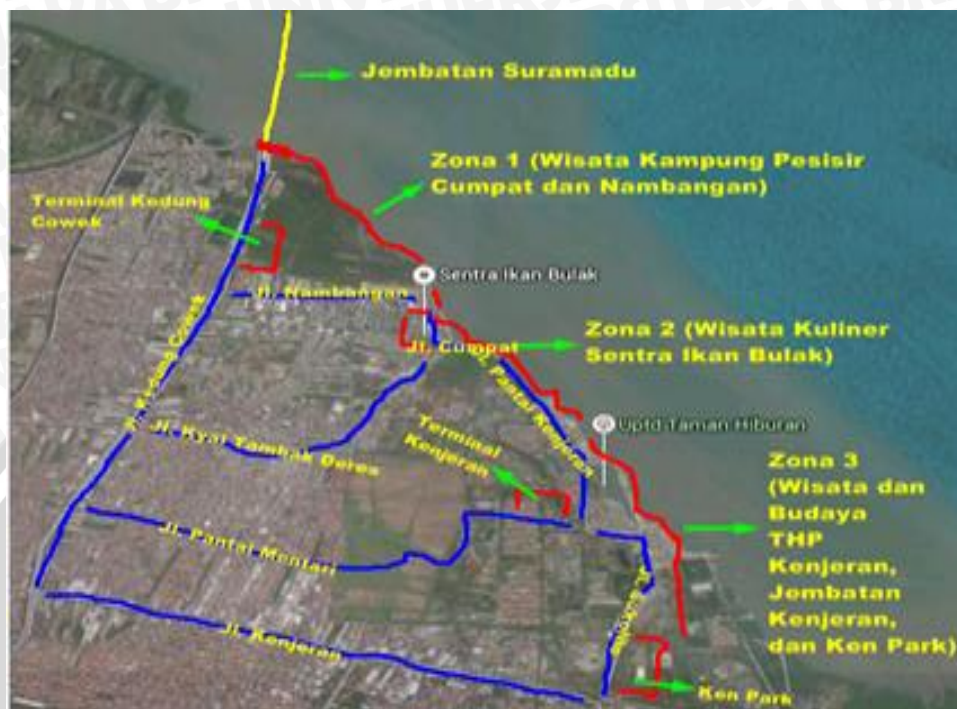 Jembatan Suramadu
Zona 1 (Wisata Kampung Pesisir
Cumpat dan Nambangan)
Terminal Kedung
Cowek
Sentra Ikan Bulak
Jl. Nambangan
Zona 2 (Wisata Kuliner
Sentra Ikan Bulak)
Jl. Cumpat
Jl. Kedung Cowek
Jl. Pantai Kenjeran
Uptd Taman Hiburan
Jl. Kyai Tambak Deres
Terminal
Kenjeran
Zona 3
(Wisata dan
Budaya
THP
Kenjeran,
Jembatan
Kenjeran,
dan Ken Park)
Jl. Pantai Mentari
Jl. Kenjeran
Ken Park